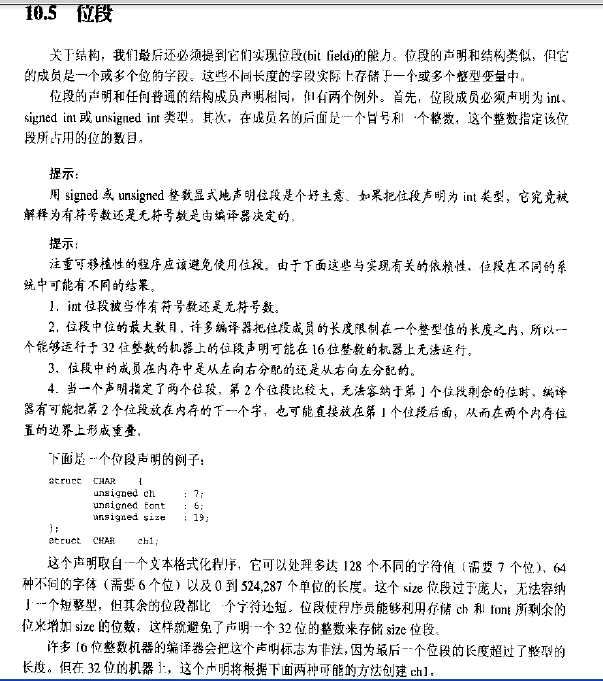 10.5 位段
关于结构，我们最后还必须提到它们实现位段(bit field)的能力。位段的声明和结构类似，但它
的成员是一个或多个位的字段。这些不同长度的字段实际上存储于一个或多个整型变量中。
位段的声明和任何普通的结构成员声明相同，但有两个例外。首先，位段成员必须声明为 int、
signed int 或 unsigned int 类型。其次，在成员名的后面是一个冒号和一个整数，这个整数指定该位
段所占用的位的数目。
提示：
用 signed 或 unsigned 整数显式地声明位段是个好主意。如果把位段声明为 int 类型，它究竟被
解释为有符号数还是无符号数是由编译器决定的。
提示：
注重可移植性的程序应该避免使用位段。由于下面这些与实现有关的依赖性，位段在不同的系
统中可能有不同的结果。
1. int 位段被当作有符号数还是无符号数。
2. 位段中位的最大数目。许多编译器把位段成员的长度限制在一个整型值的长度之内，所以一
个能够运行于 32 位整数的机器上的位段声明可能在 16 位整数的机器上无法运行。
3. 位段中的成员在内存中是从左向右分配的还是从右向左分配的。
4. 当一个声明指定了两个位段，第 2 个位段比较大，无法容纳于第 1 个位段剩余的位时，编译
器有可能把第 2 个位段放在内存的下一个字，也可能直接放在第 1 个位段后面，从而在两个内存位
置的边界上形成重叠。
下面是一个位段声明的例子：
struct CHAR {
unsigned ch : 7;
unsigned font : 6;
unsigned size : 19;
};
struct CHAR ch1;
这个声明取自一个文本格式化程序，它可以处理多达 128 个不同的字符值（需要 7 个位）、64
种不同的字体（需要 6 个位）以及 0 到 524,287 个单位的长度。这个 size 位段过于庞大，无法容纳
于一个短整型，但其余的位段都比一个字符还短。位段使程序员能够利用存储 ch 和 font 所剩余的
位来增加 size 的位数，这样就避免了声明一个 32 位的整数来存储 size 位段。
许多 16 位整数机器的编译器会把这个声明标志为非法，因为最后一个位段的长度超过了整型的
长度。但在 32 位的机器上，这个声明将根据下面两种可能的方法创建 ch1。